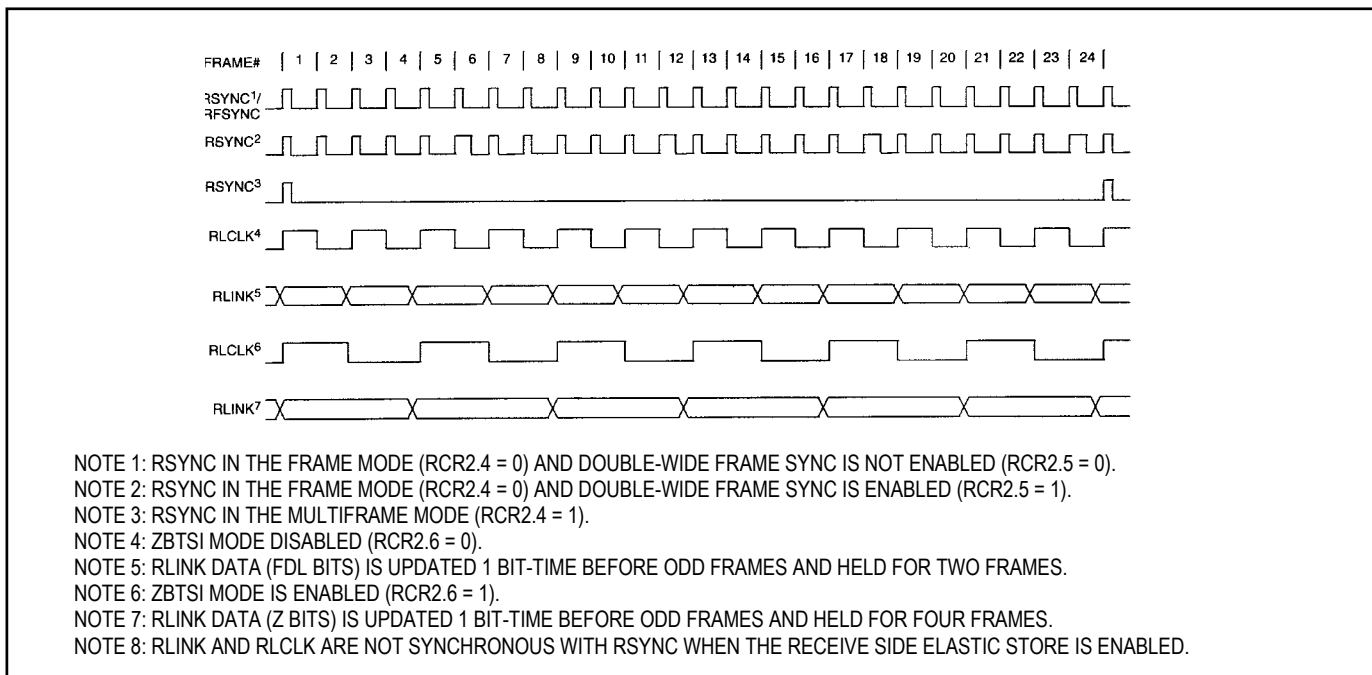 FRAME# | 1 | 2 | 3 | 4 | 5 | 6 | 7 | 8 | 9 | 10 | 11 | 12 | 13 | 14 | 15 | 16 | 17 | 18 | 19 | 20 | 21 | 22 | 23 | 24 |
RSYNC1/
RFSYNC
RSYNC2
RSYNC3
RLCLK4
RLINK5
RLCLK6
RLINK7
NOTE 1: RSYNC IN THE FRAME MODE (RCR2.4 = 0) AND DOUBLE-WIDE FRAME SYNC IS NOT ENABLED (RCR2.5 = 0).
NOTE 2: RSYNC IN THE FRAME MODE (RCR2.4 = 0) AND DOUBLE-WIDE FRAME SYNC IS ENABLED (RCR2.5 = 1).
NOTE 3: RSYNC IN THE MULTIFRAME MODE (RCR2.4 = 1).
NOTE 4: ZBTSI MODE DISABLED (RCR2.6 = 0).
NOTE 5: RLINK DATA (FDL BITS) IS UPDATED 1 BIT-TIME BEFORE ODD FRAMES AND HELD FOR TWO FRAMES.
NOTE 6: ZBTSI MODE IS ENABLED (RCR2.6 = 1).
NOTE 7: RLINK DATA (Z BITS) IS UPDATED 1 BIT-TIME BEFORE ODD FRAMES AND HELD FOR FOUR FRAMES.
NOTE 8: RLINK AND RLCLK ARE NOT SYNCHRONOUS WITH RSYNC WHEN THE RECEIVE SIDE ELASTIC STORE IS ENABLED.